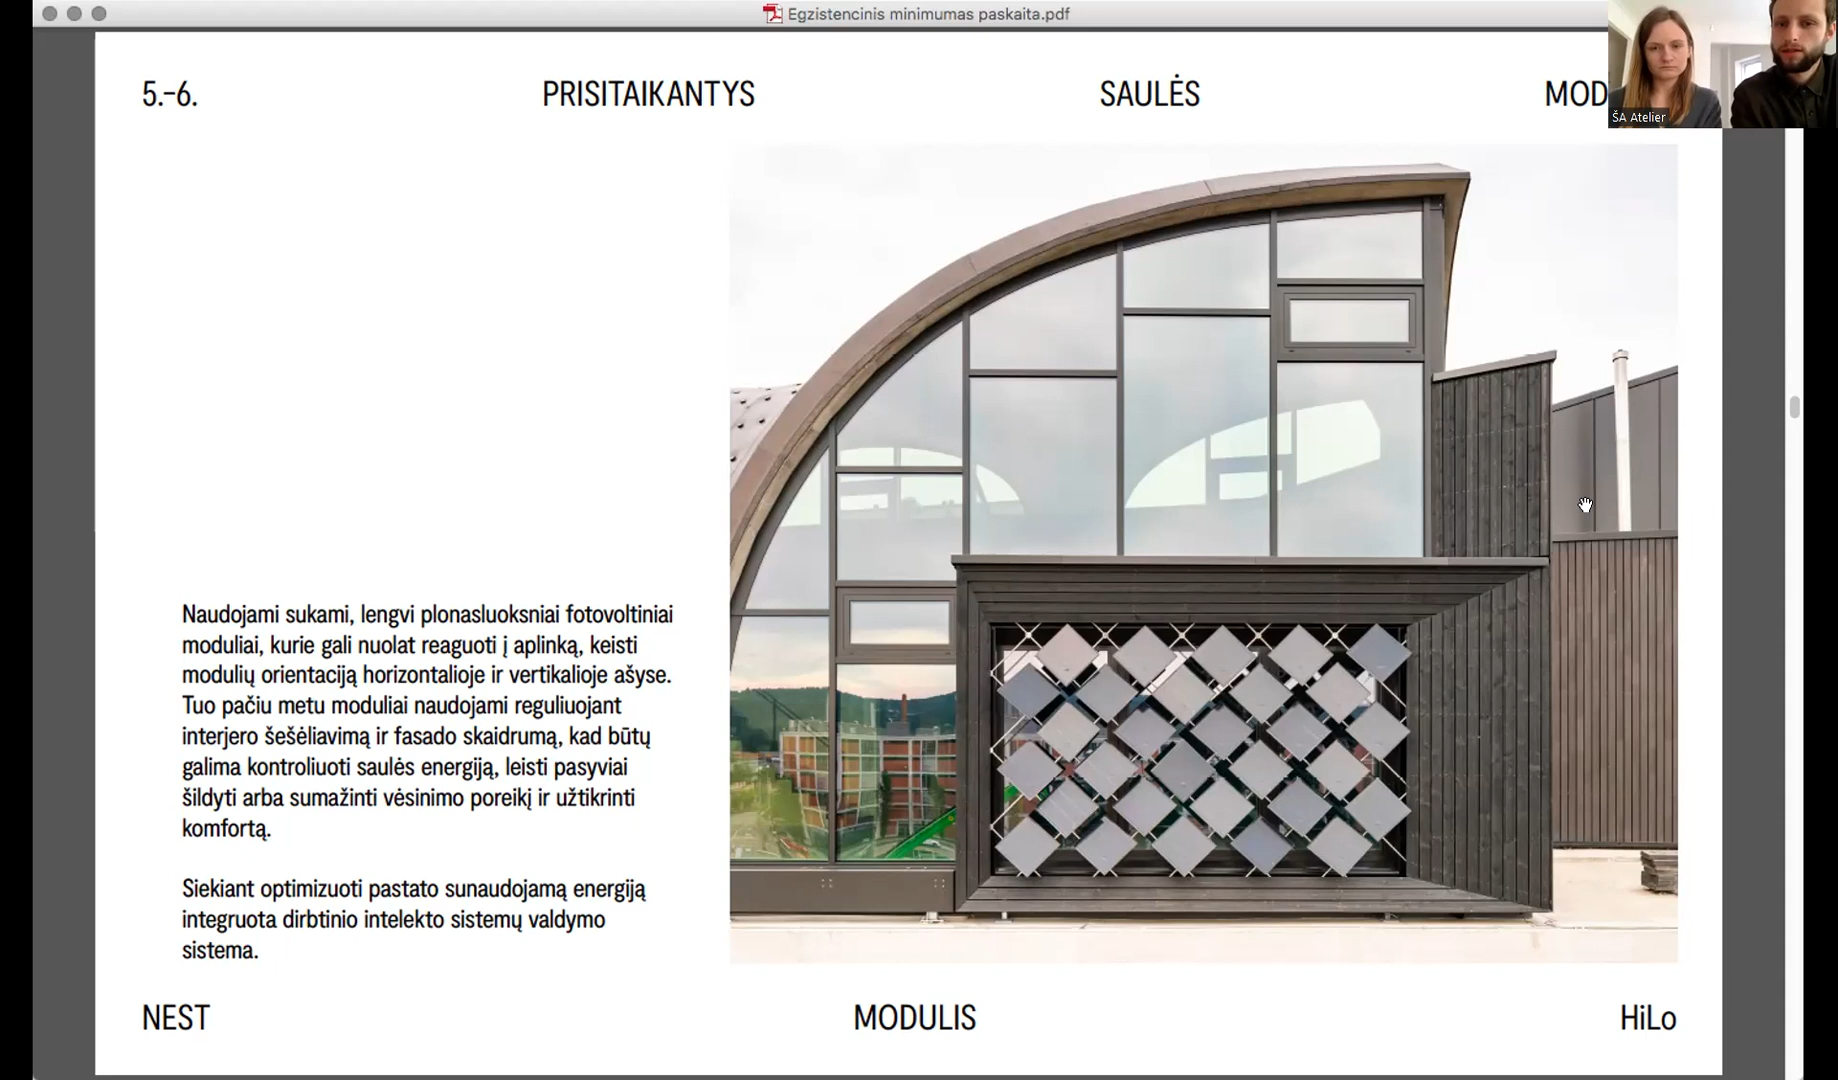 Egzistencinis minimumas paskaita.pdf
ŠA Atelier
5.-6. PRISITAIKANTYS SAULĖS MOD
Naudojami sukami, lengvi plonasluoksniai fotovoltiniai
moduliai, kurie gali nuolat reaguoti į aplinką, keisti
modulių orientaciją horizontalioje ir vertikalioje ašyse.
Tuo pačiu metu moduliai naudojami reguliuojant
interjero šešėliavimą ir fasado skaidrumą, kad būtų
galima kontroliuoti saulės energiją, leisti pasyviai
šildyti arba sumažinti vėsinimo poreikį ir užtikrinti
komfortą.
Siekiant optimizuoti pastato sunaudojamą energiją
integruota dirbtinio intelekto sistemų valdymo
sistema.
NEST MODULIS HiLo